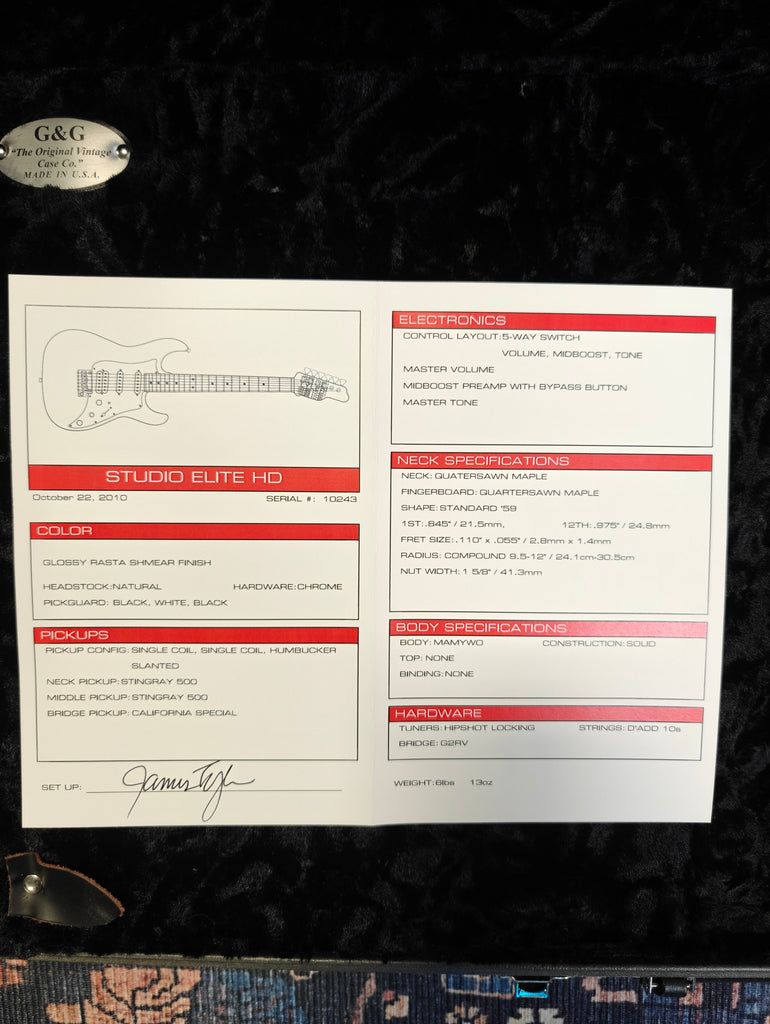 G&G
"The Original Vintage
Case Co."
MADE IN U.S.A.
STUDIO ELITE HD
October 22, 2010 SERIAL #: 10243
COLOR
GLOSSY RASTA SHMEAR FINISH
HEADSTOCK: NATURAL HARDWARE: CHROME
PICKGUARD: BLACK, WHITE, BLACK
PICKUPS
PICKUP CONFIG: SINGLE COIL, SINGLE COIL, HUMBUCKER
SLANTED
NECK PICKUP: STINGRAY 500
MIDDLE PICKUP: STINGRAY 500
BRIDGE PICKUP: CALIFORNIA SPECIAL
SET UP: James Tyler
ELECTRONICS
CONTROL LAYOUT: 5-WAY SWITCH
VOLUME, MIDBOOST, TONE
MASTER VOLUME
MIDBOOST PREAMP WITH BYPASS BUTTON
MASTER TONE
NECK SPECIFICATIONS
NECK: QUATERSAWN MAPLE
FINGERBOARD: QUARTERSAWN MAPLE
SHAPE: STANDARD '59
1ST: .845" / 21.5mm, 12TH: .975" / 24.8mm
FRET SIZE: .110" x .055" / 2.8mm x 1.4mm
RADIUS: COMPOUND 9.5-12" / 24.1cm-30.5cm
NUT WIDTH: 1 5/8" / 41.3mm
BODY SPECIFICATIONS
BODY: MAMYWO CONSTRUCTION: SOLID
TOP: NONE
BINDING: NONE
HARDWARE
TUNERS: HIPSHOT LOCKING STRINGS: D'ADD 10s
BRIDGE: G2RV
WEIGHT: 6lbs 13oz